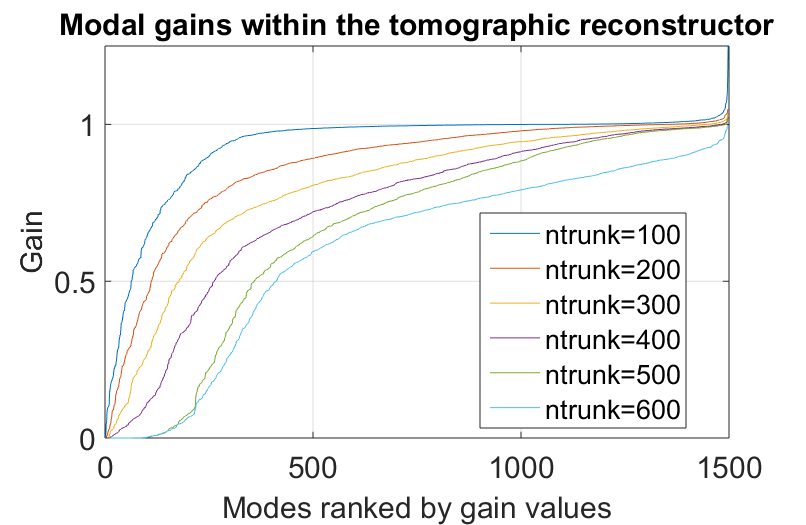 Modal gains within the tomographic reconstructor
1
0.5
0
Gain
ntrunk=100
ntrunk=200
ntrunk=300
ntrunk=400
ntrunk=500
ntrunk=600
0 500 1000 1500
Modes ranked by gain values